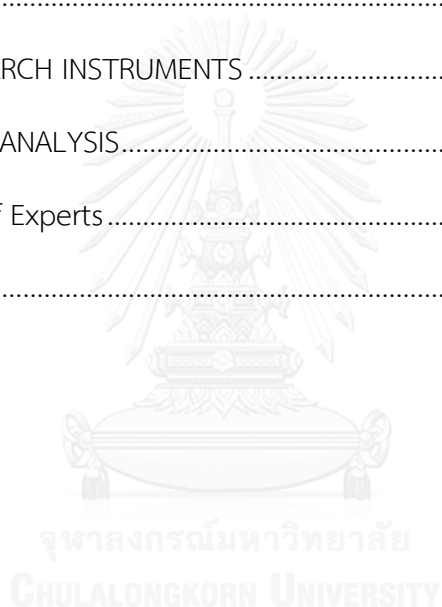 ................................................................
ARCH INSTRUMENTS ................................
ANALYSIS....................................................
f Experts ....................................................
................................................................
จุฬาลงกรณ์มหาวิทยาลัย
CHULALONGKORN UNIVERSITY